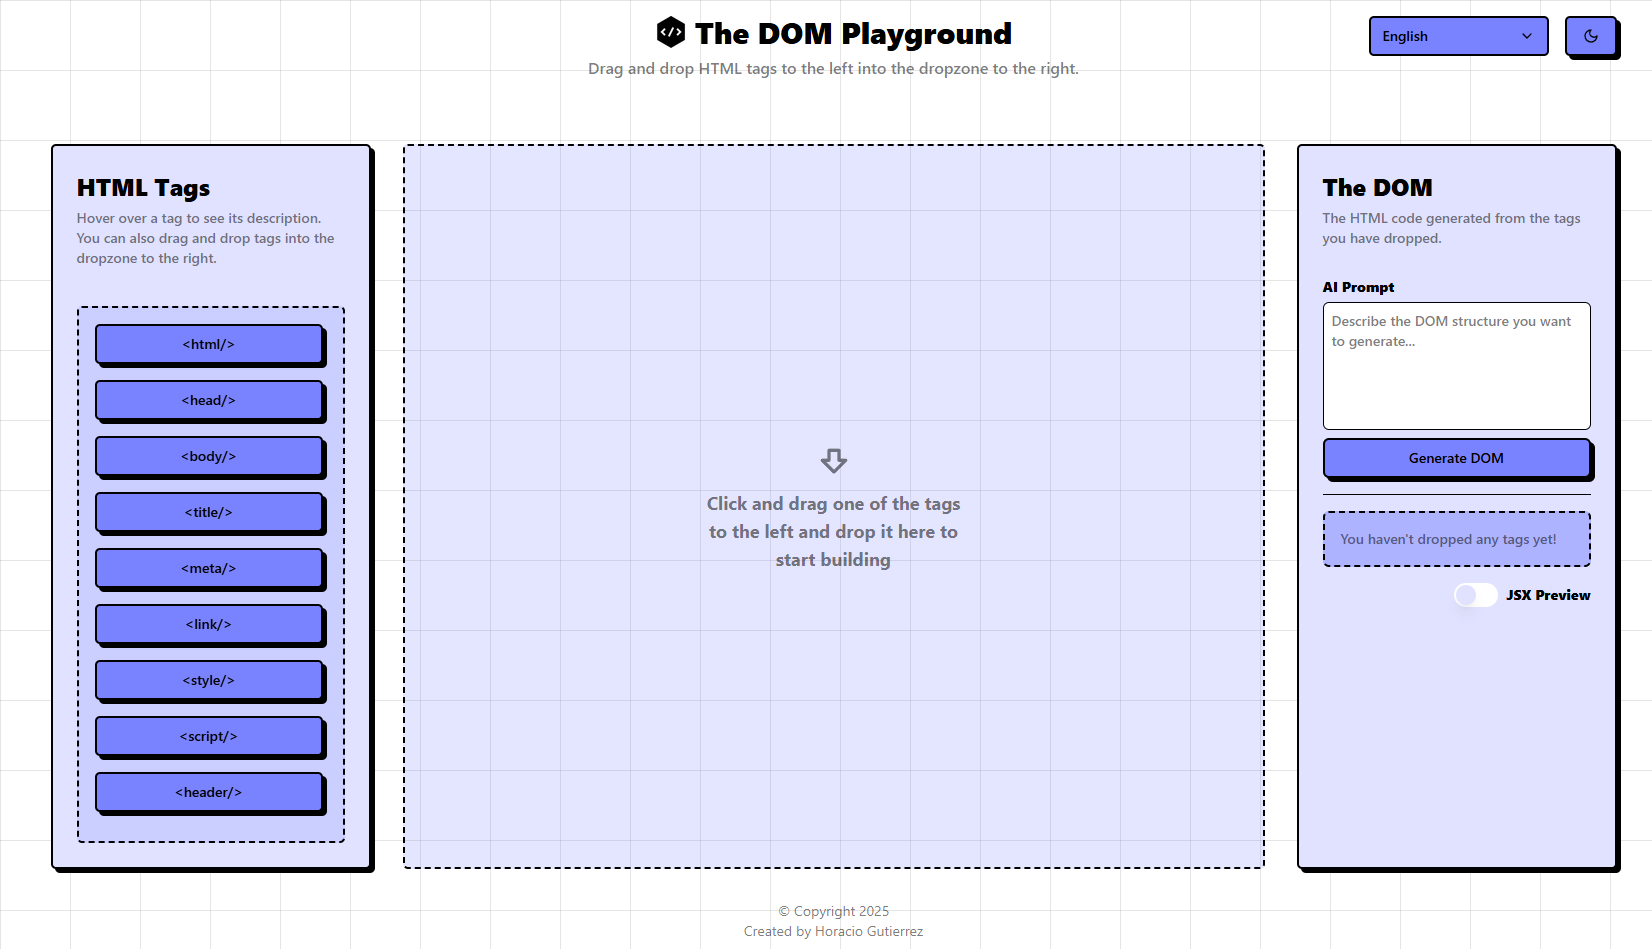 The DOM Playground
Drag and drop HTML tags to the left into the dropzone to the right.
English
HTML Tags
Hover over a tag to see its description.
You can also drag and drop tags into the
dropzone to the right.
<html/>
<head/>
<body/>
<title/>
<meta/>
<link/>
<style/>
<script/>
<header/>
Click and drag one of the tags
to the left and drop it here to
start building
The DOM
The HTML code generated from the tags
you have dropped.
AI Prompt
Describe the DOM structure you want
to generate...
Generate DOM
You haven't dropped any tags yet!
JSX Preview
© Copyright 2025
Created by Horacio Gutierrez